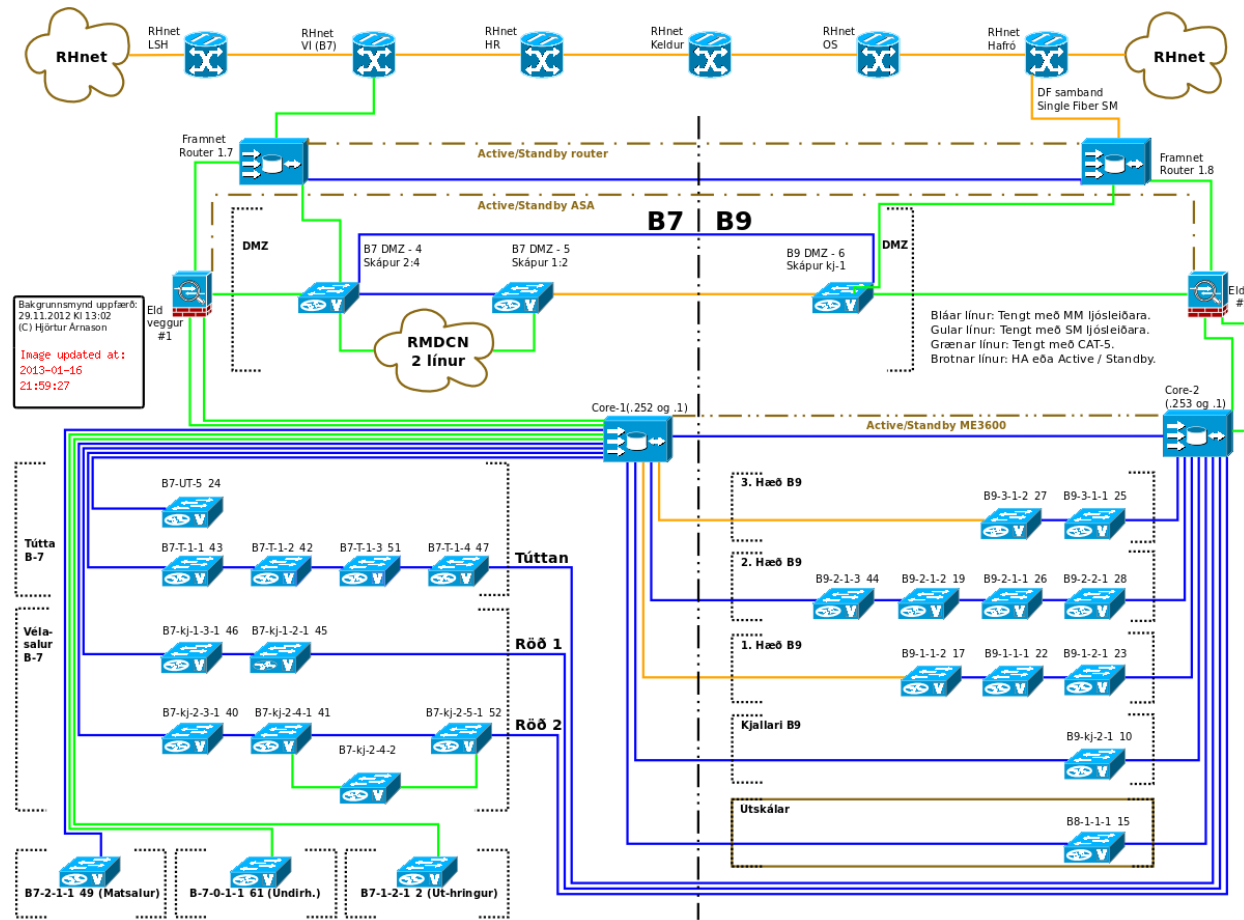 RHnet
LSH
RHnet
VI (B7)
RHnet
HR
RHnet
Keldur
RHnet
OS
RHnet
Hafró
RHnet
RHnet
DF samband
Single Fiber SM
Framnet
Router 1.7
Active/Standby router
Framnet
Router 1.8
Active/Standby ASA
B7
B9
DMZ
B7 DMZ - 4
Skápur 2:4
B7 DMZ - 5
Skápur 1:2
B9 DMZ - 6
Skápur kj-1
DMZ
Bakgrunnsmynd uppfærð:
29.11.2012 Kl 13:02
(C) Hjörtur Árnason
Image updated at:
2013-01-16
21:59:27
Eld
veggur
#1
Eld
#
RMDCN
2 línur
Bláar línur: Tengt með MM ljósleiðara.
Gular línur: Tengt með SM ljósleiðara.
Grænar línur: Tengt með CAT-5.
Brotnar línur: HA eða Active / Standby.
Core-1(.252 og .1)
Core-2
(.253 og .1)
Active/Standby ME3600
Tútta
B-7
B7-UT-5 24
B7-T-1-1 43
B7-T-1-2 42
B7-T-1-3 51
B7-T-1-4 47
Túttan
Véla-
salur
B-7
B7-kj-1-3-1 46
B7-kj-1-2-1 45
Röð 1
B7-kj-2-3-1 40
B7-kj-2-4-1 41
B7-kj-2-5-1 52
Röð 2
B7-kj-2-4-2
3. Hæð B9
B9-3-1-2 27
B9-3-1-1 25
2. Hæð B9
B9-2-1-3 44
B9-2-1-2 19
B9-2-1-1 26
B9-2-2-1 28
1. Hæð B9
B9-1-1-2 17
B9-1-1-1 22
B9-1-2-1 23
Kjallari B9
B9-kj-2-1 10
Utskálar
B8-1-1-1 15
B7-2-1-1 49 (Matsalur)
B-7-0-1-1 61 (Undirh.)
B7-1-2-1 2 (Ut-hringur)